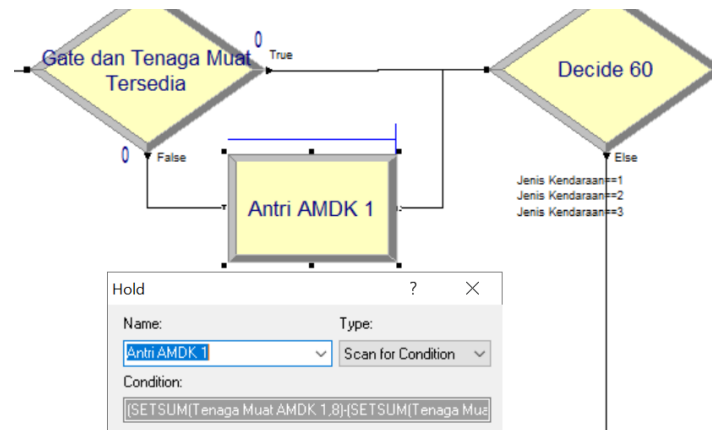 Gate dan Tenaga Muat
Tersedia
0
True
0
False
Decide 60
Else
Jenis Kendaraan==1
Jenis Kendaraan==2
Jenis Kendaraan==3
Antri AMDK 1
Hold
?
Name:
Type:
Antri AMDK 1
Scan for Condition
Condition:
(SETSUM(Tenaga Muat AMDK 1,8)-(SETSUM(Tenaga Mua